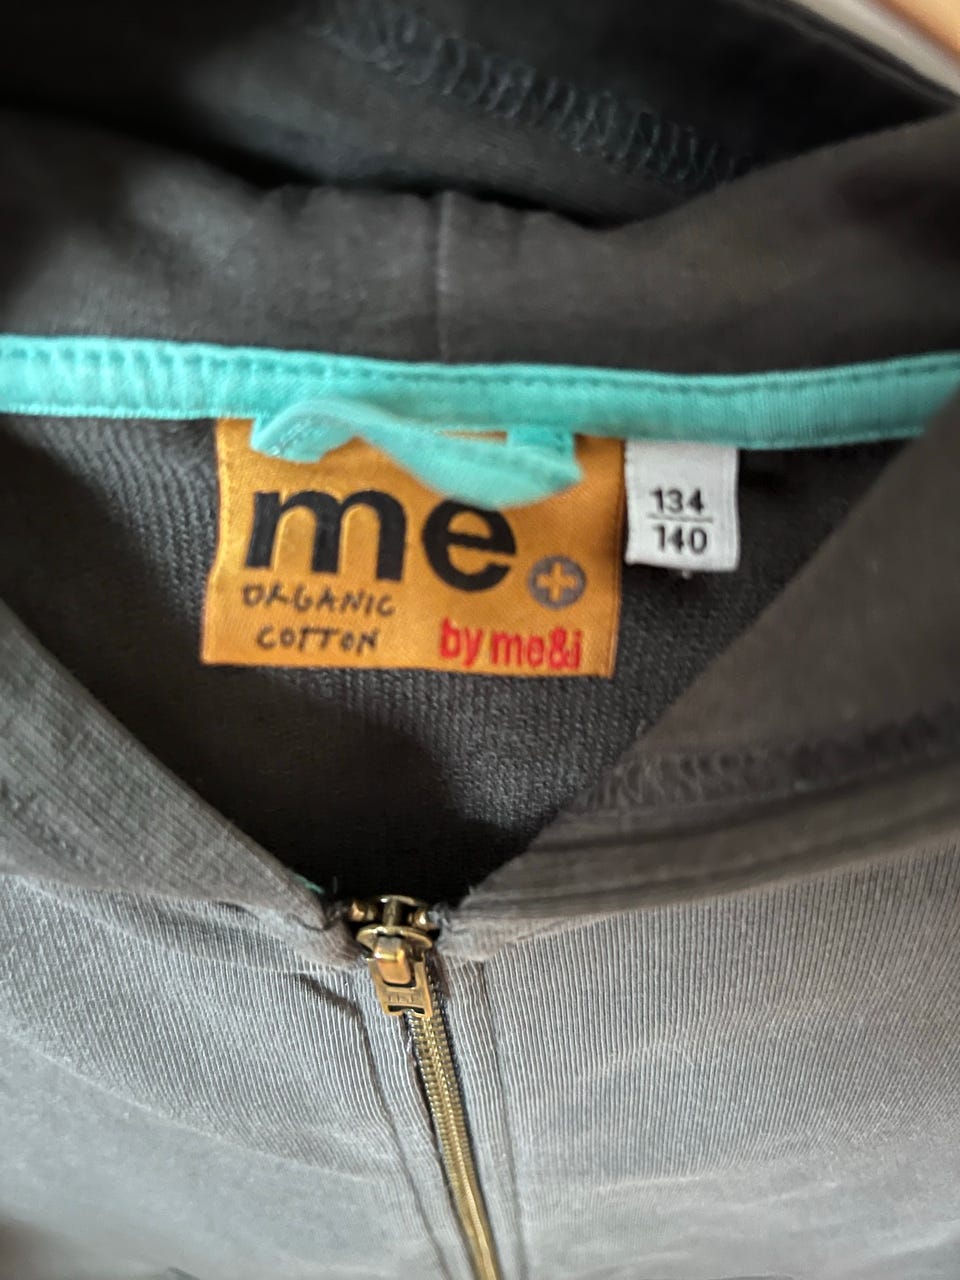 me.
ORGANIC
COTTON
by me&i
134
140